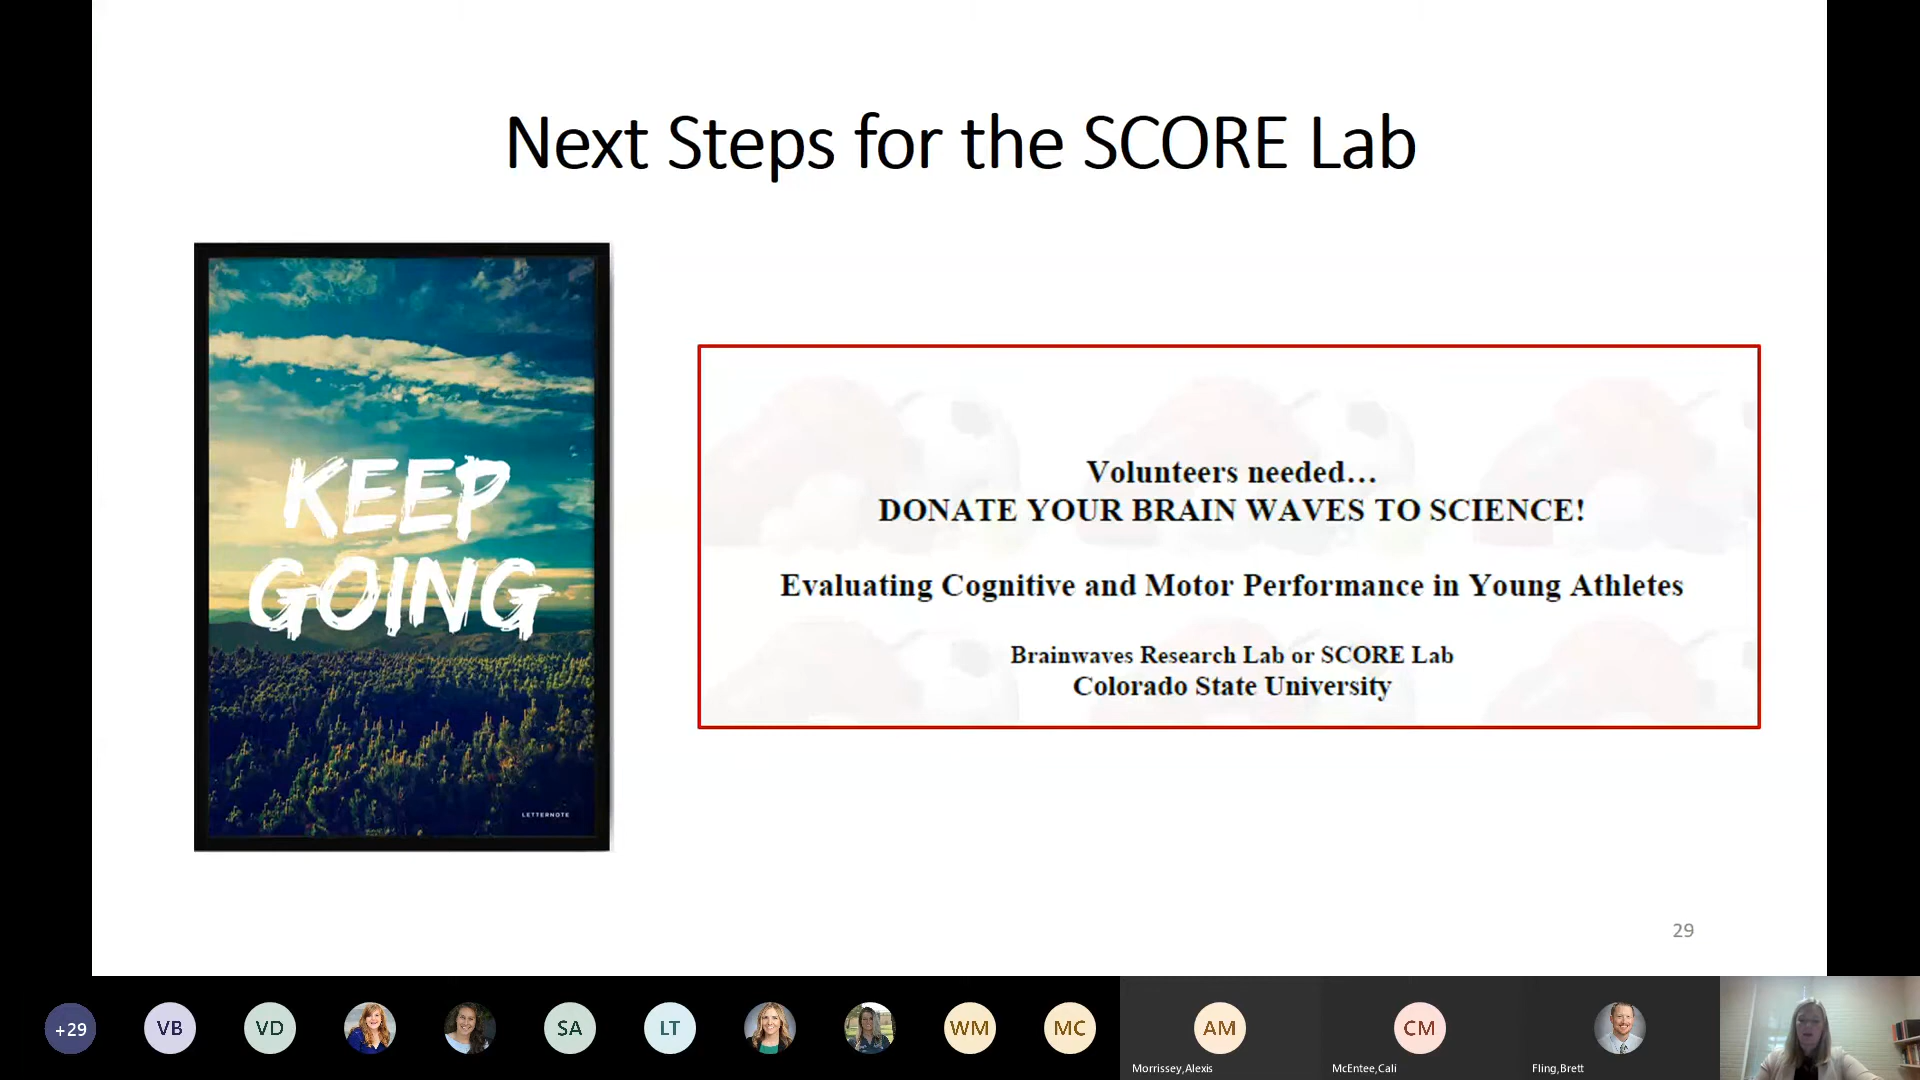 Next Steps for the SCORE Lab
KEEP
GOING
LETTERNOTE
Volunteers needed…
DONATE YOUR BRAIN WAVES TO SCIENCE!
Evaluating Cognitive and Motor Performance in Young Athletes
Brainwaves Research Lab or SCORE Lab
Colorado State University
29
+29
VB
VD
SA
LT
WM
MC
AM
CM
Morrissey,Alexis
McEntee,Cali
Fling,Brett